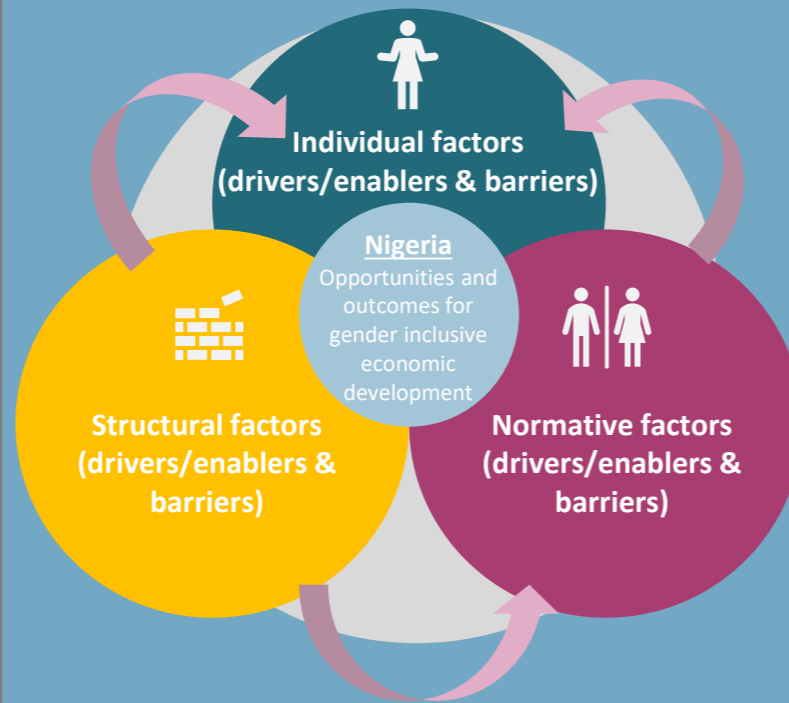 Individual factors
(drivers/enablers & barriers)
Nigeria
Opportunities and
outcomes for
gender inclusive
economic
development
Structural factors
(drivers/enablers &
barriers)
Normative factors
(drivers/enablers &
barriers)